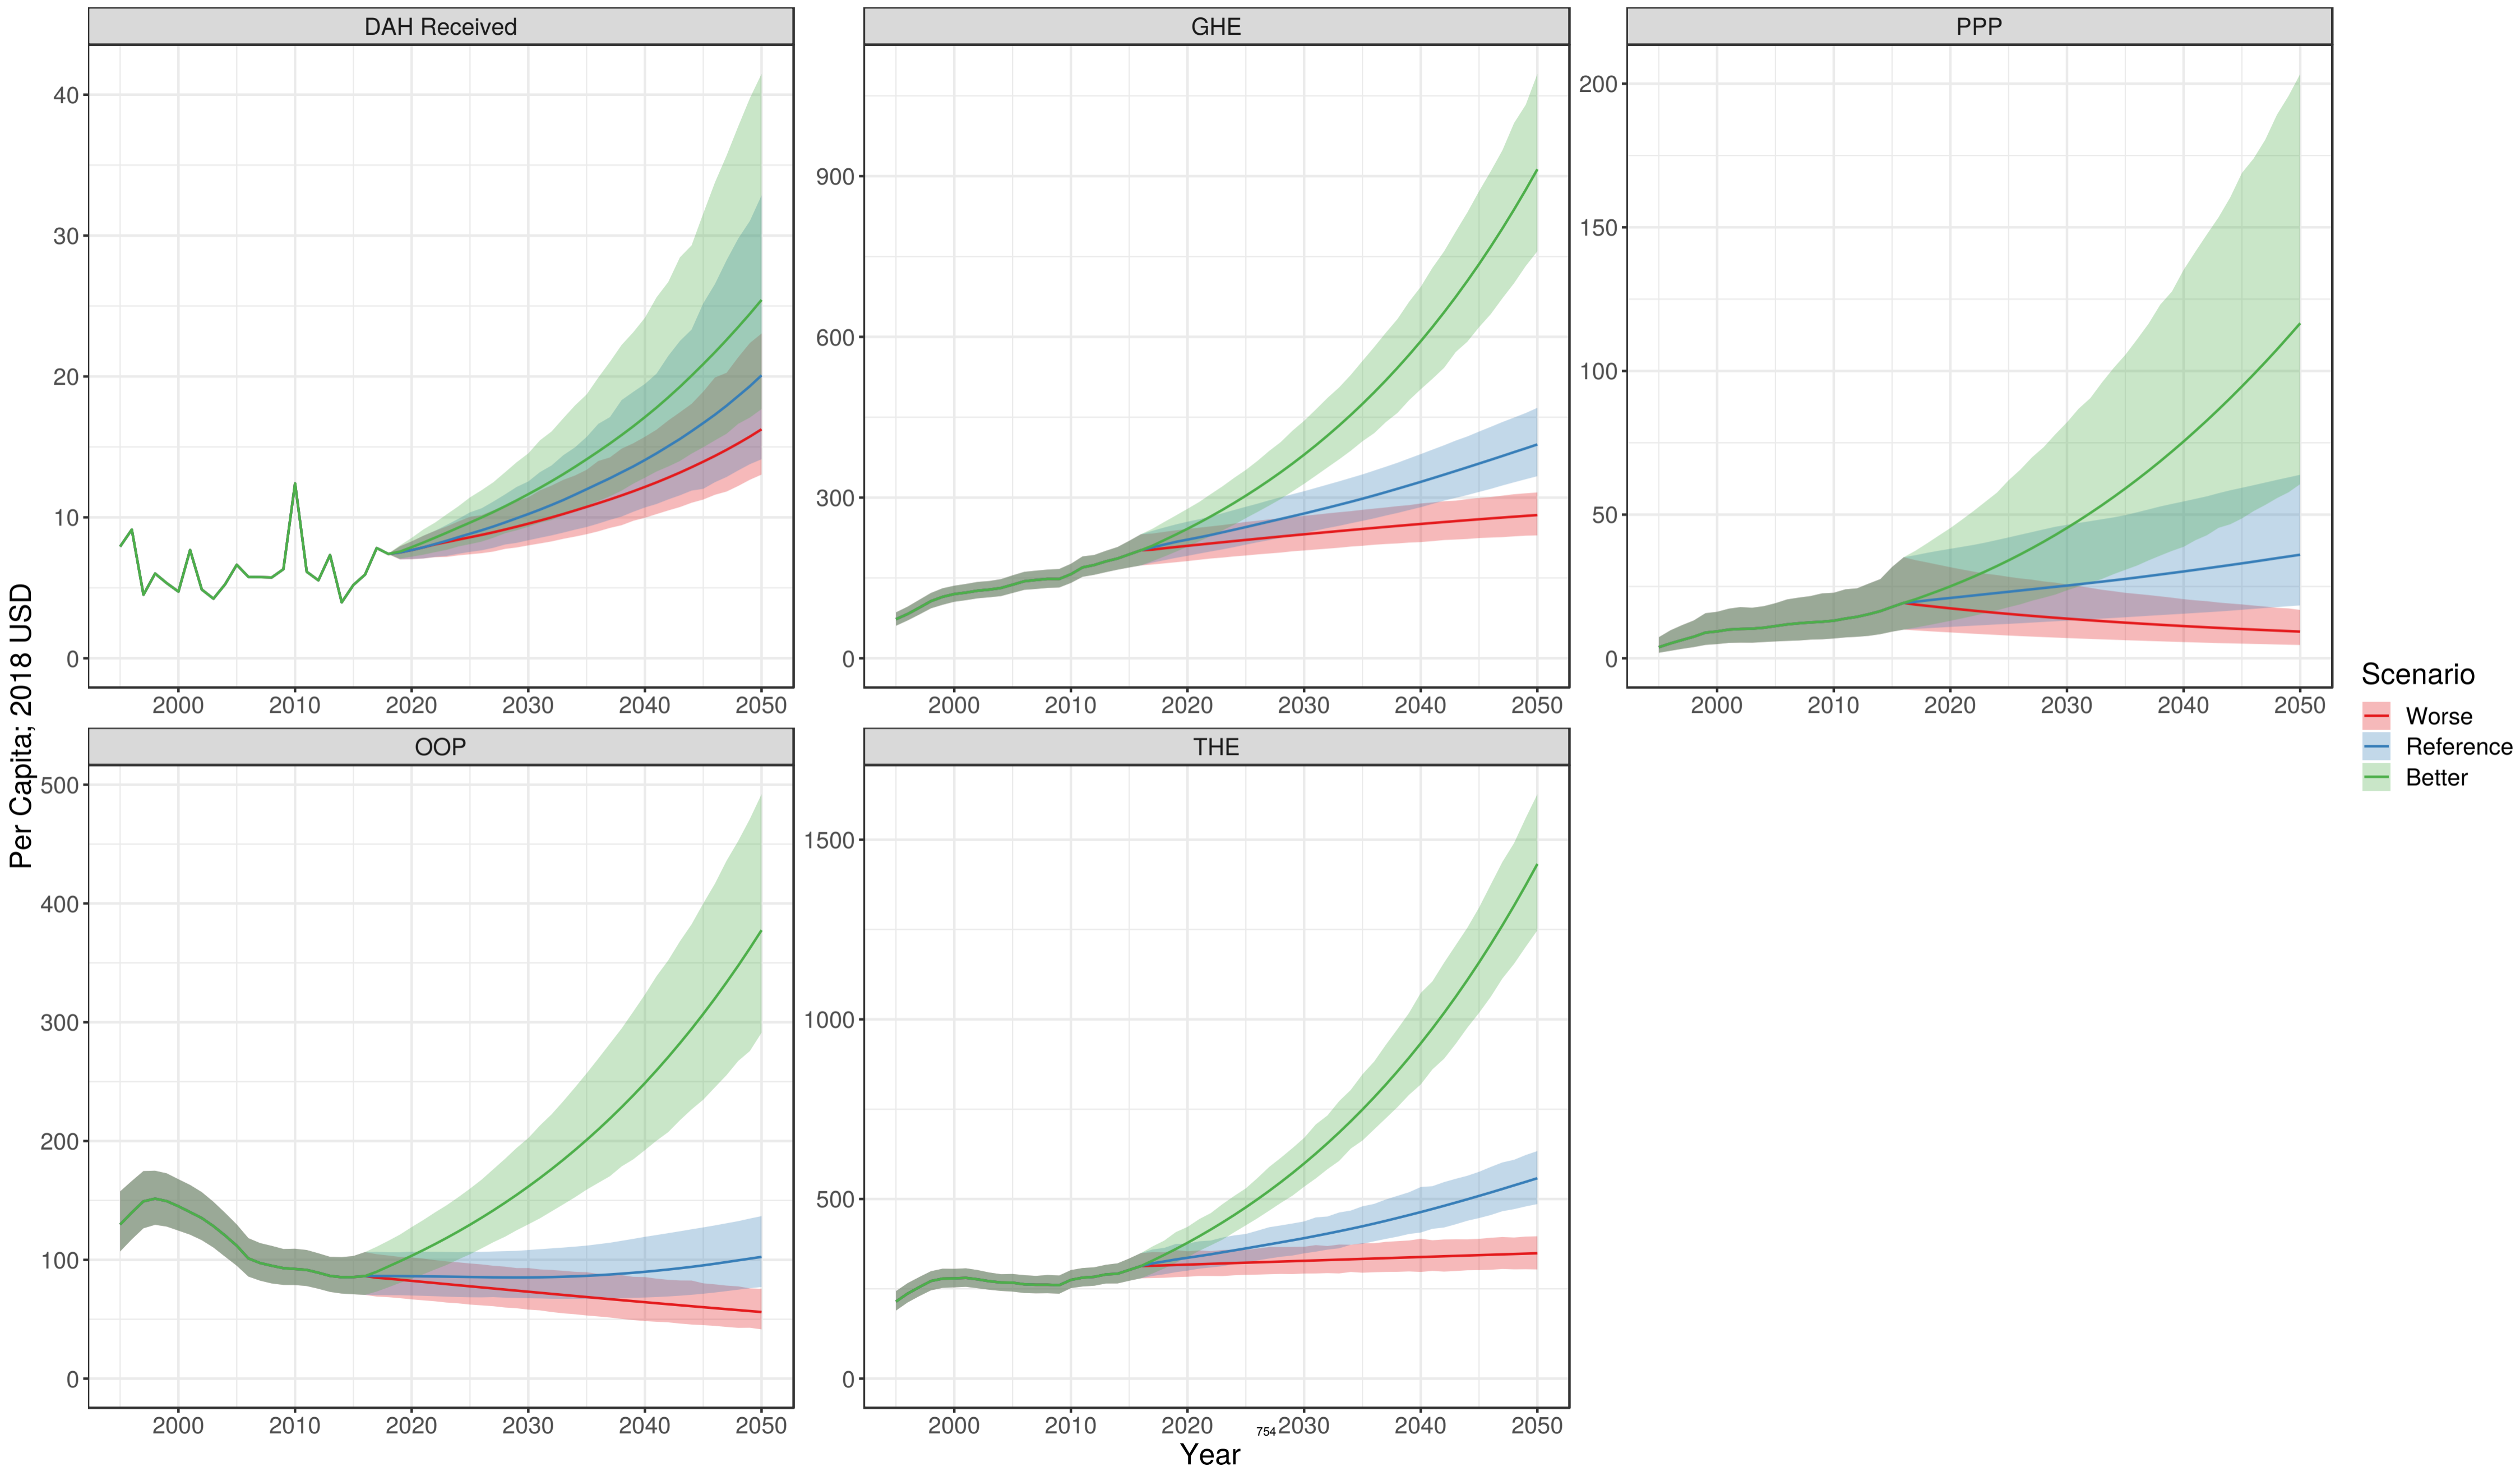 DAH Received
GHE
PPP
40
30
20
10
0
900
600
300
0
200
150
100
50
0
2000 2010 2020 2030 2040 2050
2000 2010 2020 2030 2040 2050
2000 2010 2020 2030 2040 2050
Per Capita; 2018 USD
OOP
THE
500
400
300
200
100
0
1500
1000
500
0
2000 2010 2020 2030 2040 2050
2000 2010 2020 2030 2040 2050
754
Year
Scenario
Worse
Reference
Better